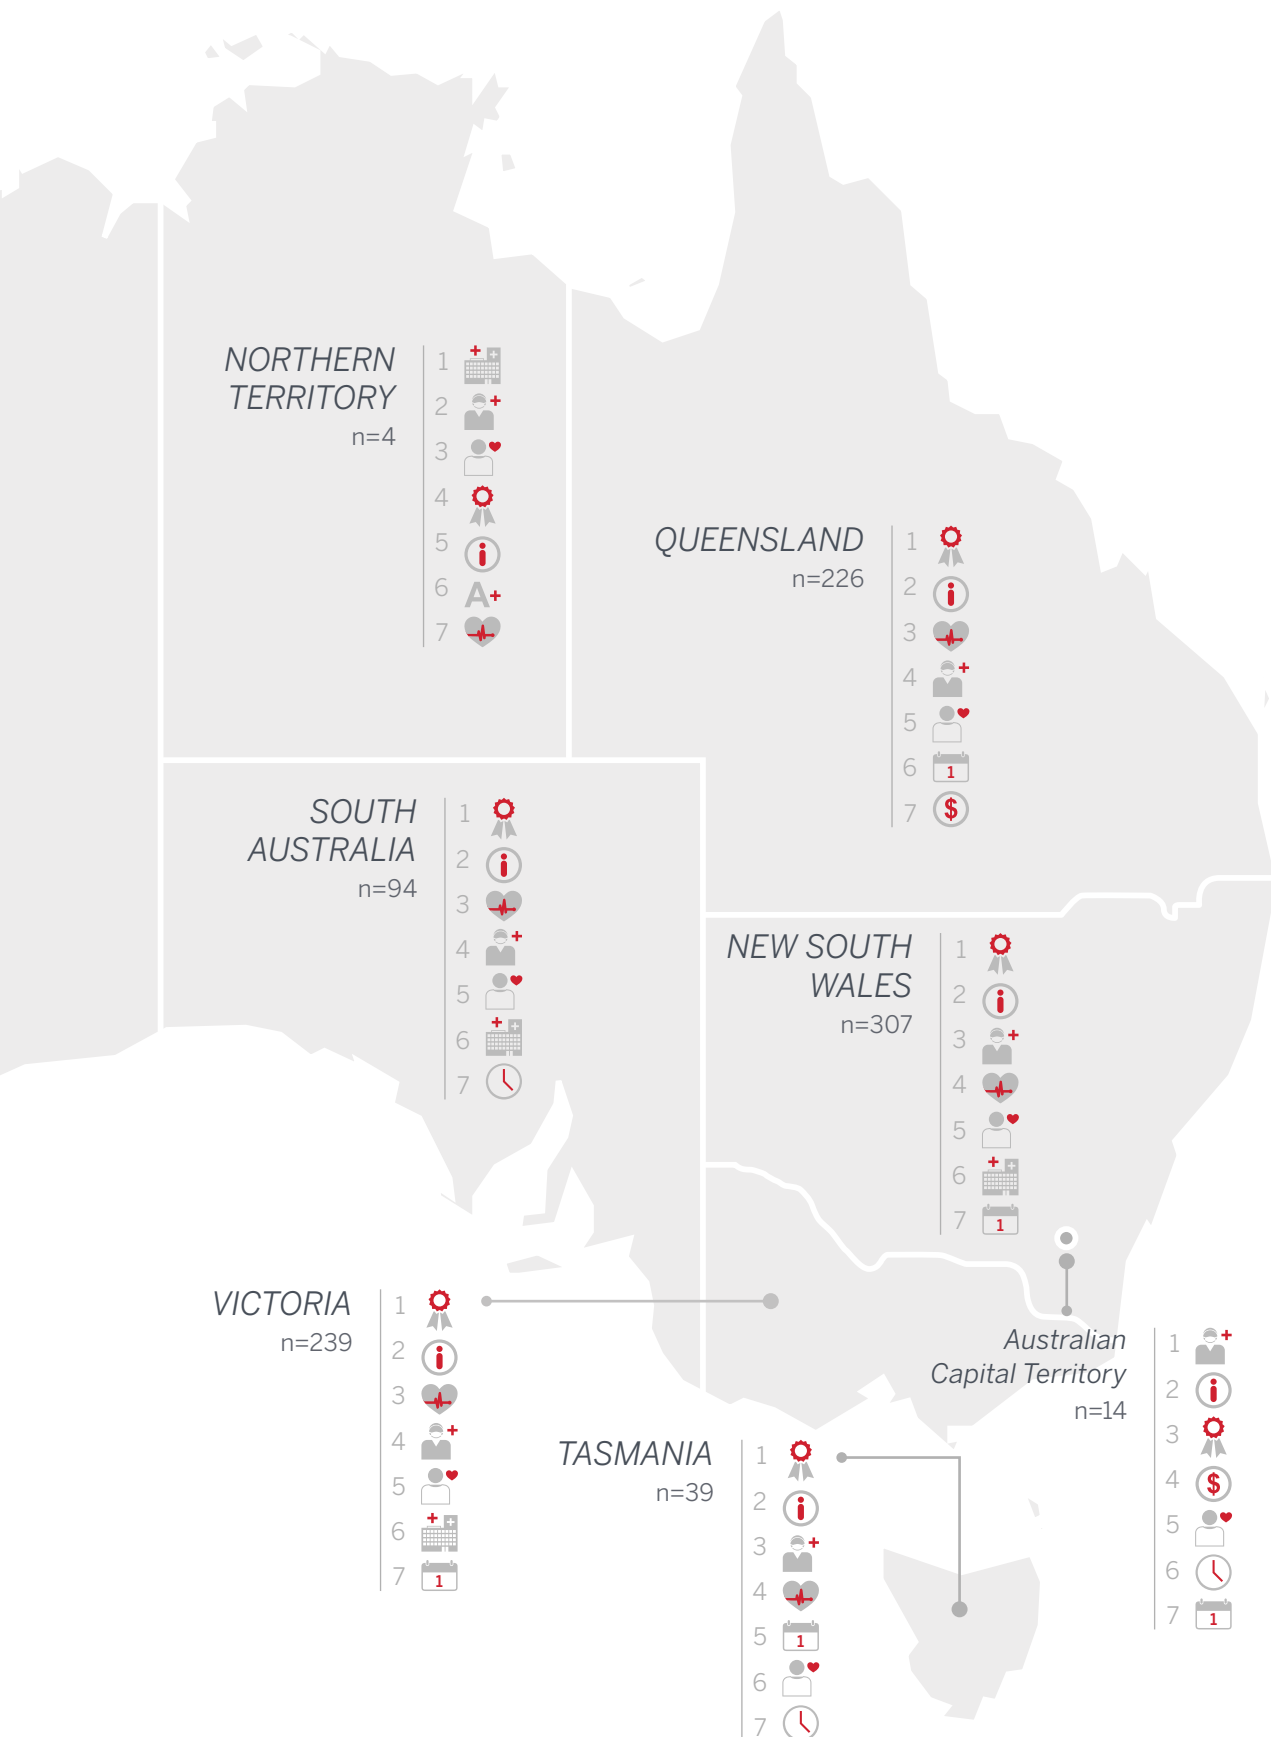 NORTHERN
TERRITORY
n=4
1
2
3
4
5
6 A+
7
QUEENSLAND
n=226
1
2
3
4
5
6 1
7 $
SOUTH
AUSTRALIA
n=94
1
2
3
4
5
6
7
NEW SOUTH
WALES
n=307
1
2
3
4
5
6
7 1
VICTORIA
n=239
1
2
3
4
5
6
7 1
Australian
Capital Territory
n=14
1
2
3
4 $
5
6
7 1
TASMANIA
n=39
1
2
3
4
5 1
6
7